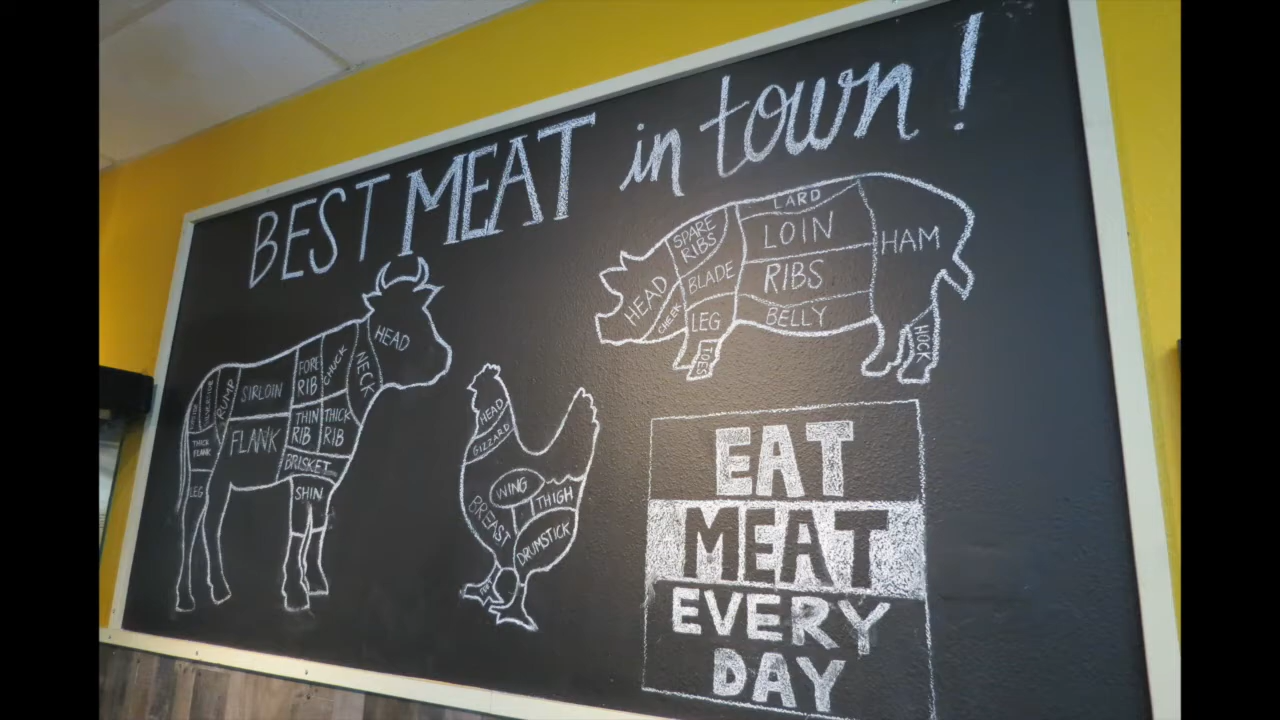 BEST MEAT in town!
HEAD
NECK
CHUCK
FORE
RIB
SIRLOIN
RUMP
THICK
FLANK
FLANK
THIN
RIB
THICK
RIB
BRISKET
LEG
SHIN
HEAD
GIZZARD
WING
THIGH
BREAST
DRUMSTICK
LARD
SPARE
RIBS
LOIN
HAM
HEAD
BLADE
RIBS
CHEEK
LEG
BELLY
TOES
HOCK
EAT
MEAT
EVERY
DAY